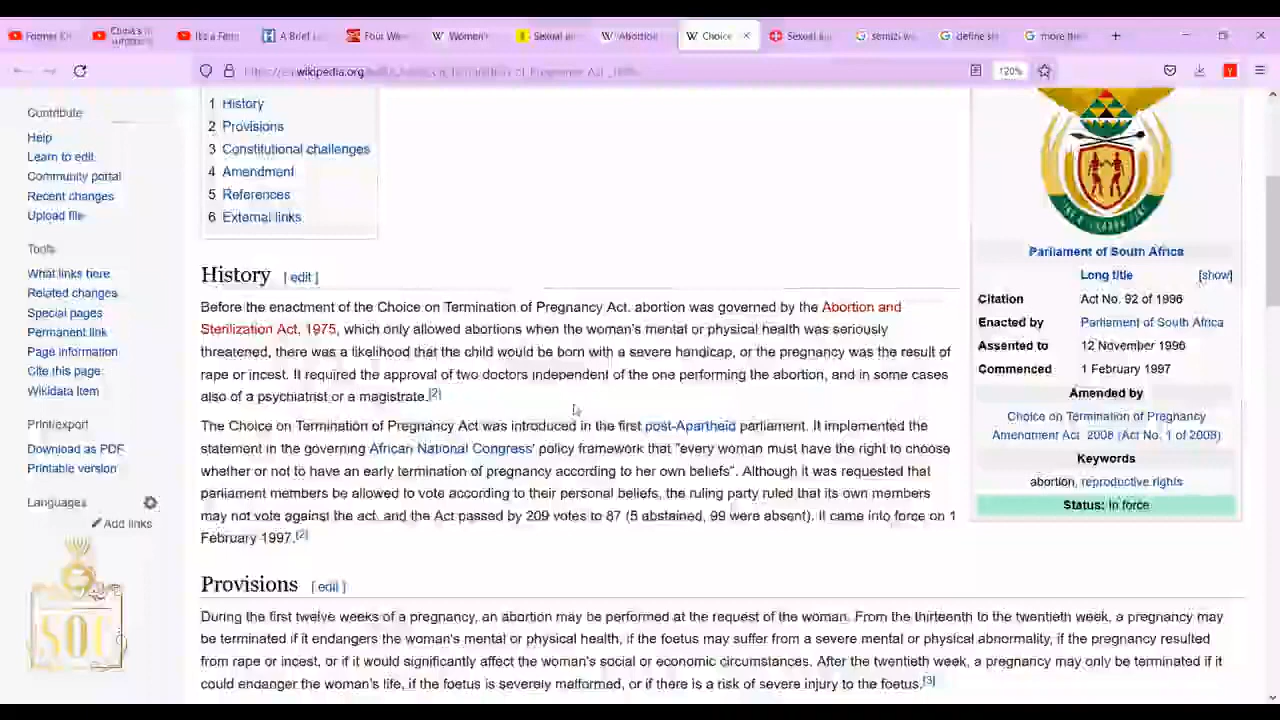 Former
China's
It's a
A Brief
Four
Women's
Sexual
Abortion
Choice
Sexual
define
more the
wikipedia.org
120%
Contribute
Help
Learn to edit
Community portal
Recent changes
Upload file
Tools
What links here
Related changes
Special pages
Permanent link
Page information
Cite this page
Wikidata item
Print/export
Download as PDF
Printable version
Languages
Add links
SOC
1 History
2 Provisions
3 Constitutional challenges
4 Amendment
5 References
6 External links
History [ edit ]
Before the enactment of the Choice on Termination of Pregnancy Act, abortion was governed by the Abortion and
Sterilization Act, 1975, which only allowed abortions when the woman's mental or physical health was seriously
threatened, there was a likelihood that the child would be born with a severe handicap, or the pregnancy was the result of
rape or incest. It required the approval of two doctors independent of the one performing the abortion, and in some cases
also of a psychiatrist or a magistrate.[2]
The Choice on Termination of Pregnancy Act was introduced in the first post-Apartheid parliament. It implemented the
statement in the governing African National Congress' policy framework that "every woman must have the right to choose
whether or not to have an early termination of pregnancy according to her own beliefs". Although it was requested that
parliament members be allowed to vote according to their personal beliefs, the ruling party ruled that its own members
may not vote against the act, and the Act passed by 209 votes to 87 (5 abstained, 99 were absent). It came into force on 1
February 1997.[2]
Provisions [ edit ]
During the first twelve weeks of a pregnancy, an abortion may be performed at the request of the woman. From the thirteenth to the twentieth week, a pregnancy may
be terminated if it endangers the woman's mental or physical health, if the foetus may suffer from a severe mental or physical abnormality, if the pregnancy resulted
from rape or incest, or if it would significantly affect the woman's social or economic circumstances. After the twentieth week, a pregnancy may only be terminated if it
could endanger the woman's life, if the foetus is severely malformed, or if there is a risk of severe injury to the foetus.[3]
Parliament of South Africa
Long title [show]
Citation Act No. 92 of 1996
Enacted by Parliament of South Africa
Assented to 12 November 1996
Commenced 1 February 1997
Amended by
Choice on Termination of Pregnancy
Amendment Act, 2008 (Act No. 1 of 2008)
Keywords
abortion, reproductive rights
Status: In force